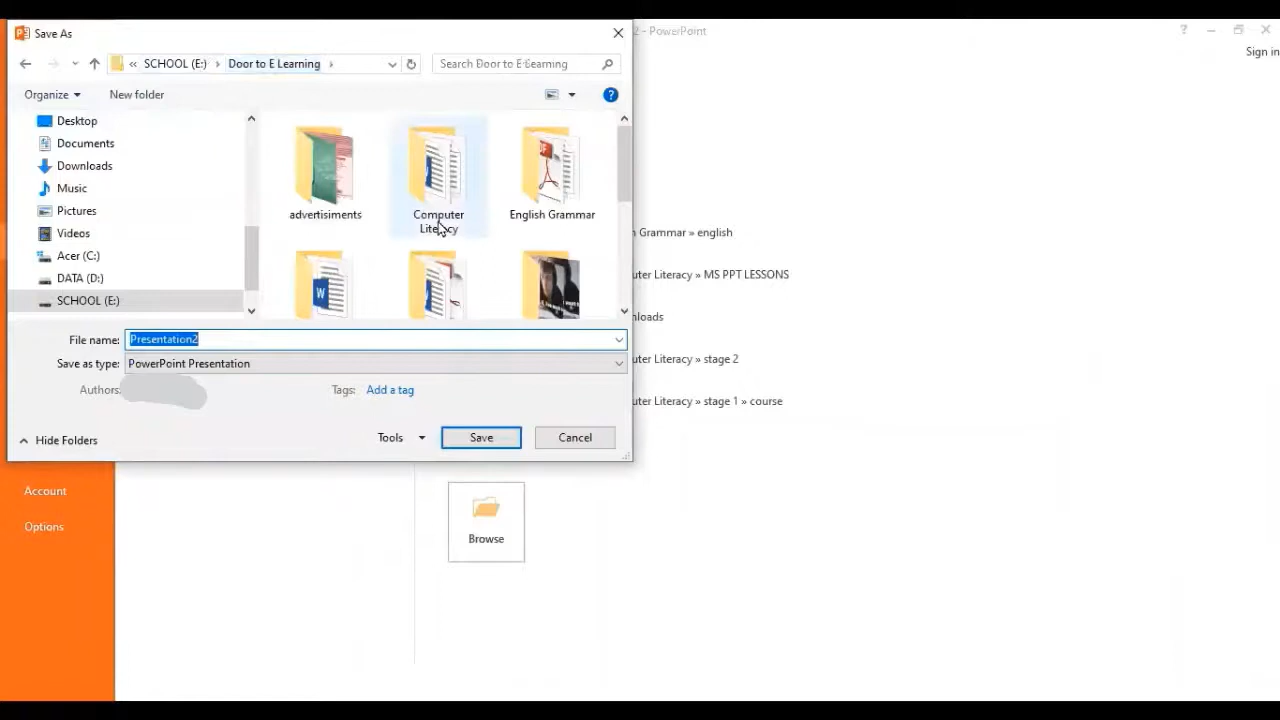 Save As
2 - PowerPoint
Sign in
« SCHOOL (E:) Door to E Learning
Search Door to E Learning
Organize
New folder
Desktop
Documents
Downloads
Music
Pictures
Videos
Acer (C:)
DATA (D:)
SCHOOL (E:)
advertisiments
Computer
Literacy
English Grammar
File name: Presentation2
Save as type: PowerPoint Presentation
Authors:
Tags: Add a tag
Hide Folders
Tools
Save
Cancel
Grammar » english
uter Literacy » MS PPT LESSONS
nloads
uter Literacy » stage 2
uter Literacy » stage 1 » course
Account
Options
Browse